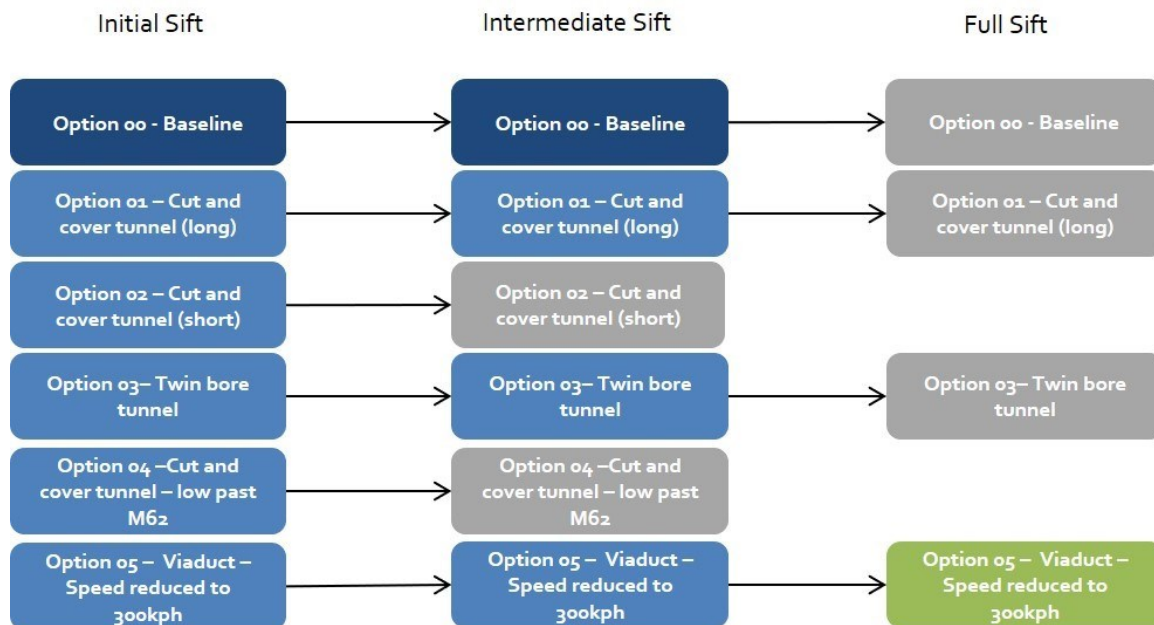 Initial Sift
Intermediate Sift
Full Sift
Option 00 - Baseline
Option 00 - Baseline
Option 00 - Baseline
Option 01 – Cut and
cover tunnel (long)
Option 01 – Cut and
cover tunnel (long)
Option 01 – Cut and
cover tunnel (long)
Option 02 – Cut and
cover tunnel (short)
Option 02 – Cut and
cover tunnel (short)
Option 03– Twin bore
tunnel
Option 03– Twin bore
tunnel
Option 03– Twin bore
tunnel
Option 04 –Cut and
cover tunnel – low past
M62
Option 04 –Cut and
cover tunnel – low past
M62
Option 05 – Viaduct –
Speed reduced to
300kph
Option 05 – Viaduct –
Speed reduced to
300kph
Option 05 – Viaduct –
Speed reduced to
300kph